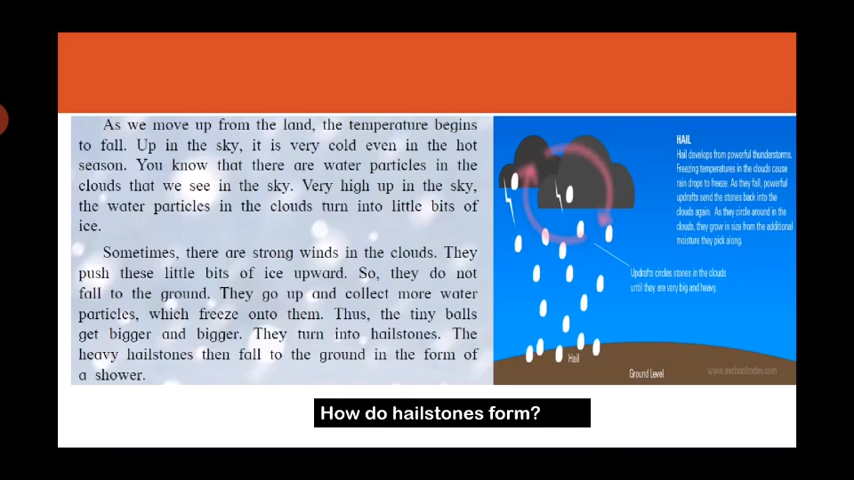 As we move up from the land, the temperature begins
to fall. Up in the sky, it is very cold even in the hot
season. You know that there are water particles in the
clouds that we see in the sky. Very high up in the sky,
the water particles in the clouds turn into little bits of
ice.
Sometimes, there are strong winds in the clouds. They
push these little bits of ice upward. So, they do not
fall to the ground. They go up and collect more water
particles, which freeze onto them. Thus, the tiny balls
get bigger and bigger. They turn into hailstones. The
heavy hailstones then fall to the ground in the form of
a shower.
HAIL
Hail develops from powerful thunderstorms.
Freezing temperatures in the clouds cause
rain drops to freeze. As they fall, powerful
updrafts send the stones back into the
clouds again. As they circle around in the
clouds, they grow in size from the additional
moisture they pick along.
Updrafts circles stones in the clouds
until they are very big and heavy.
Hail
Ground Level
www.eschooltoday.com
How do hailstones form?